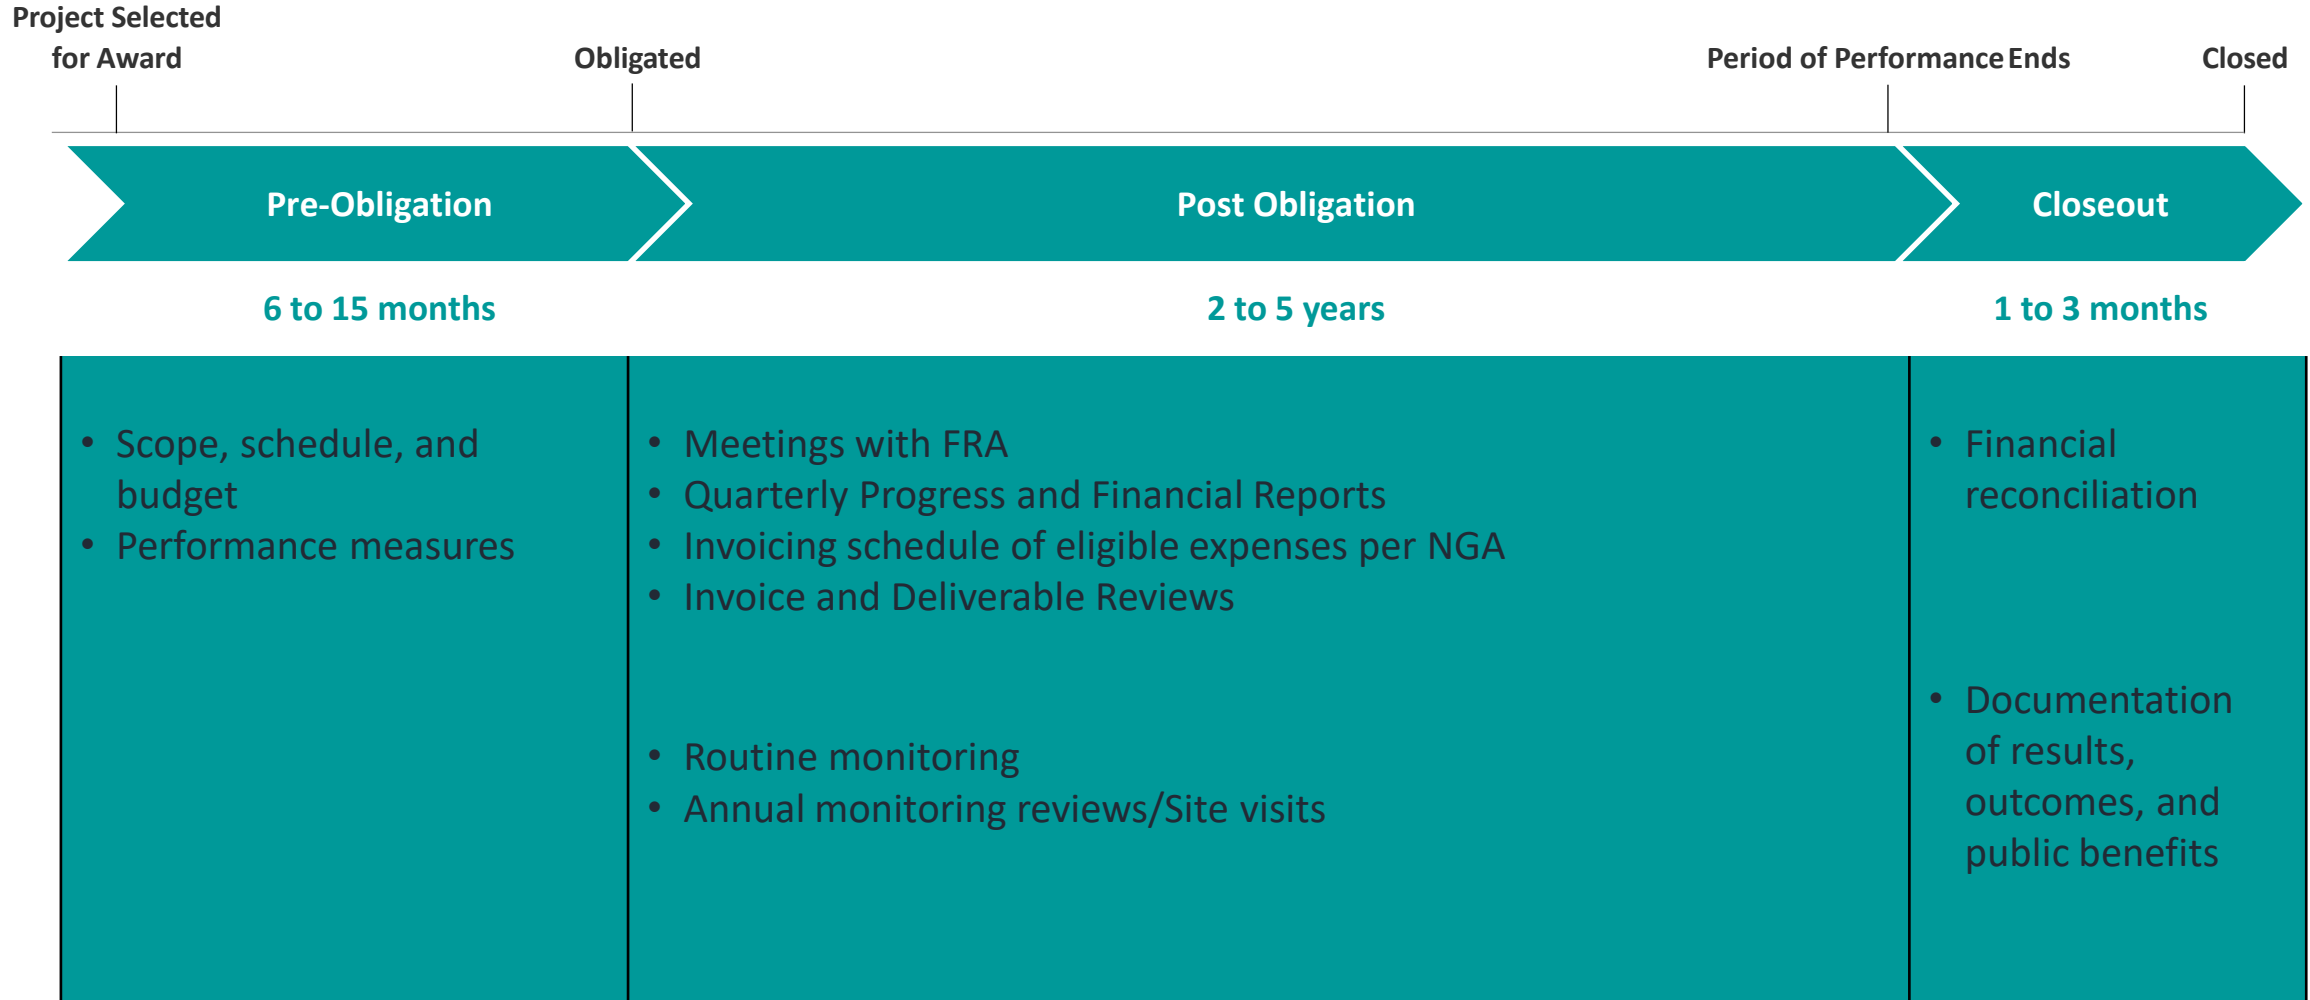 Project Selected
for Award
Obligated
Period of Performance Ends
Closed
Pre-Obligation
Post Obligation
Closeout
6 to 15 months
2 to 5 years
1 to 3 months
• Scope, schedule, and
budget
• Performance measures
• Meetings with FRA
• Quarterly Progress and Financial Reports
• Invoicing schedule of eligible expenses per NGA
• Invoice and Deliverable Reviews
• Routine monitoring
• Annual monitoring reviews/Site visits
• Financial
reconciliation
• Documentation
of results,
outcomes, and
public benefits